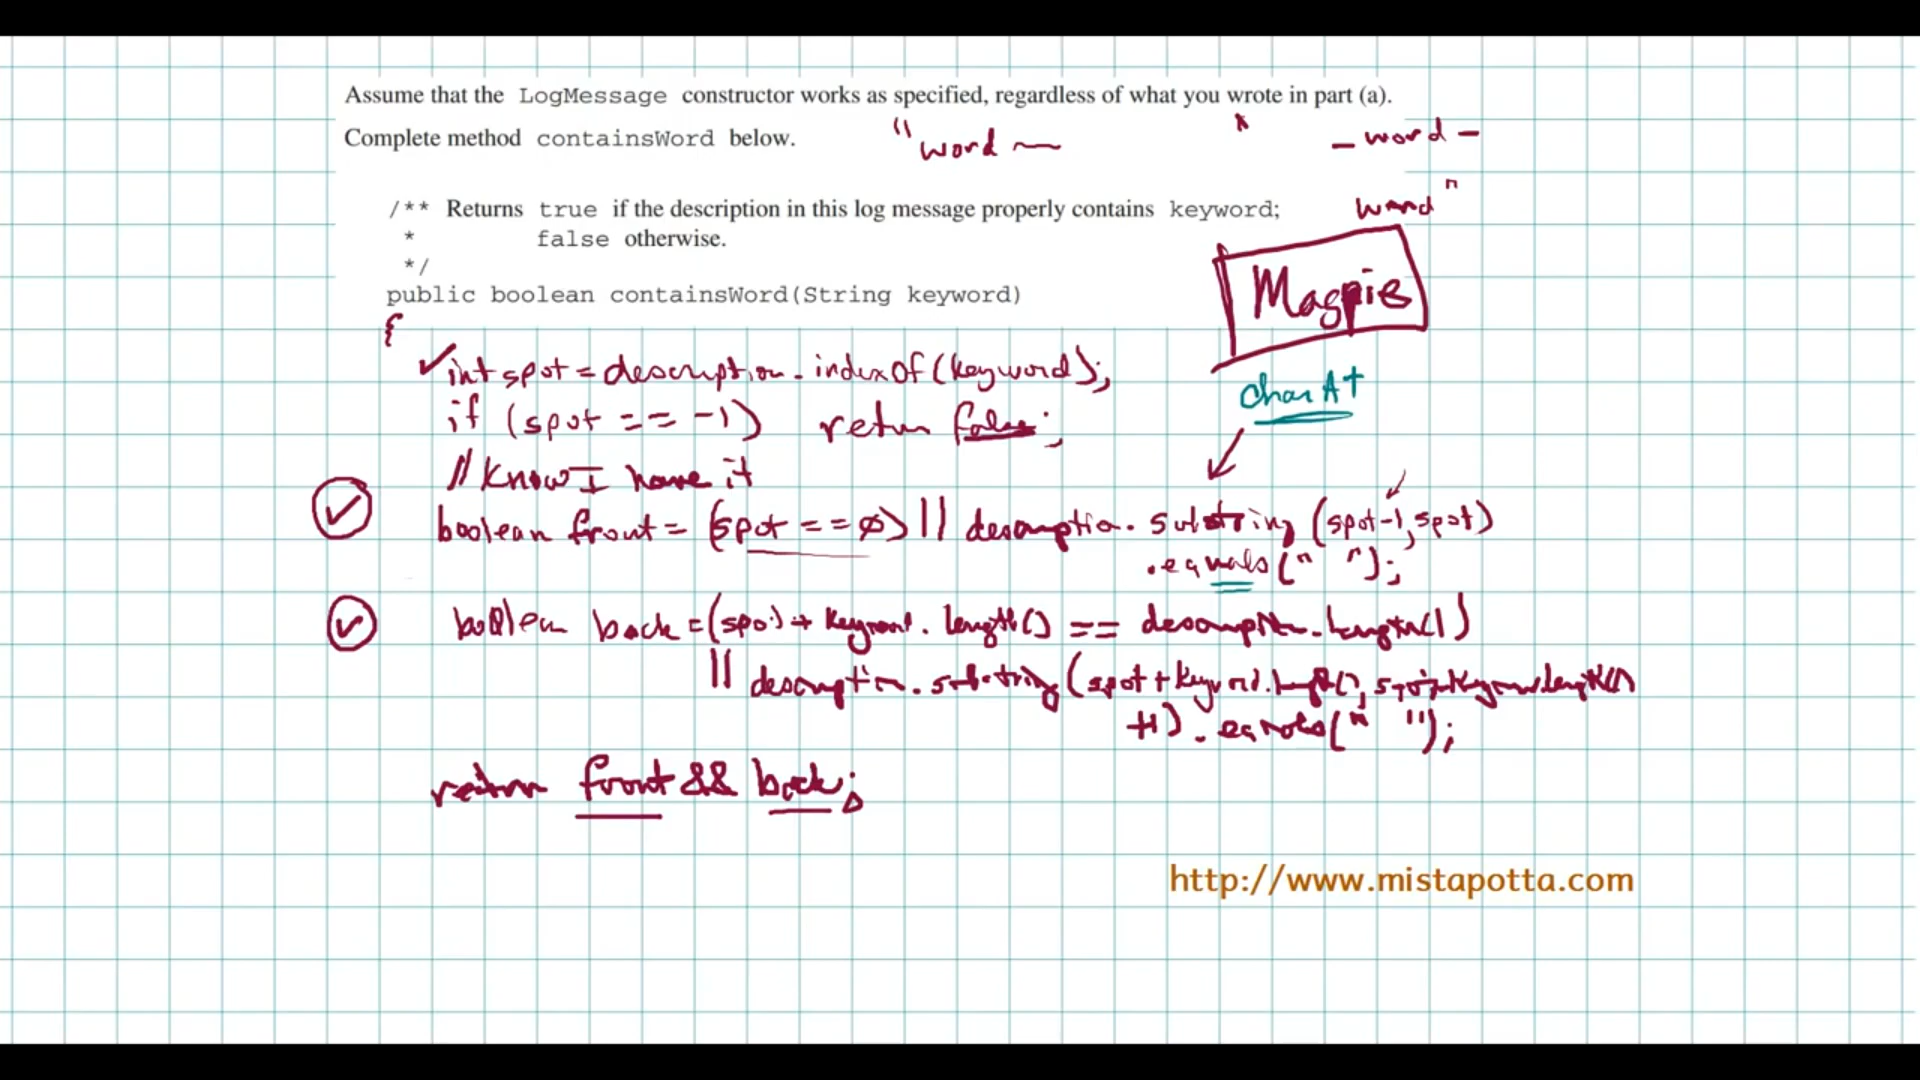 Assume that the LogMessage constructor works as specified, regardless of what you wrote in part (a).
Complete method containsWord below.
"word —
— word —
word "
/** Returns true if the description in this log message properly contains keyword;
* false otherwise.
*/
public boolean containsWord(String keyword)
Magpie
{
int spot = description.indexOf(keyword);
charAt
if (spot == -1) return false;
// Know I have it
boolean front = (spot == 0) || description.substring(spot-1, spot)
.equals(" ");
boolean back = (spot + keyword.length() == description.length())
|| description.substring(spot + keyword.length(), spot + keyword.length()
+1).equals(" ");
return front && back;
http://www.mistapotta.com